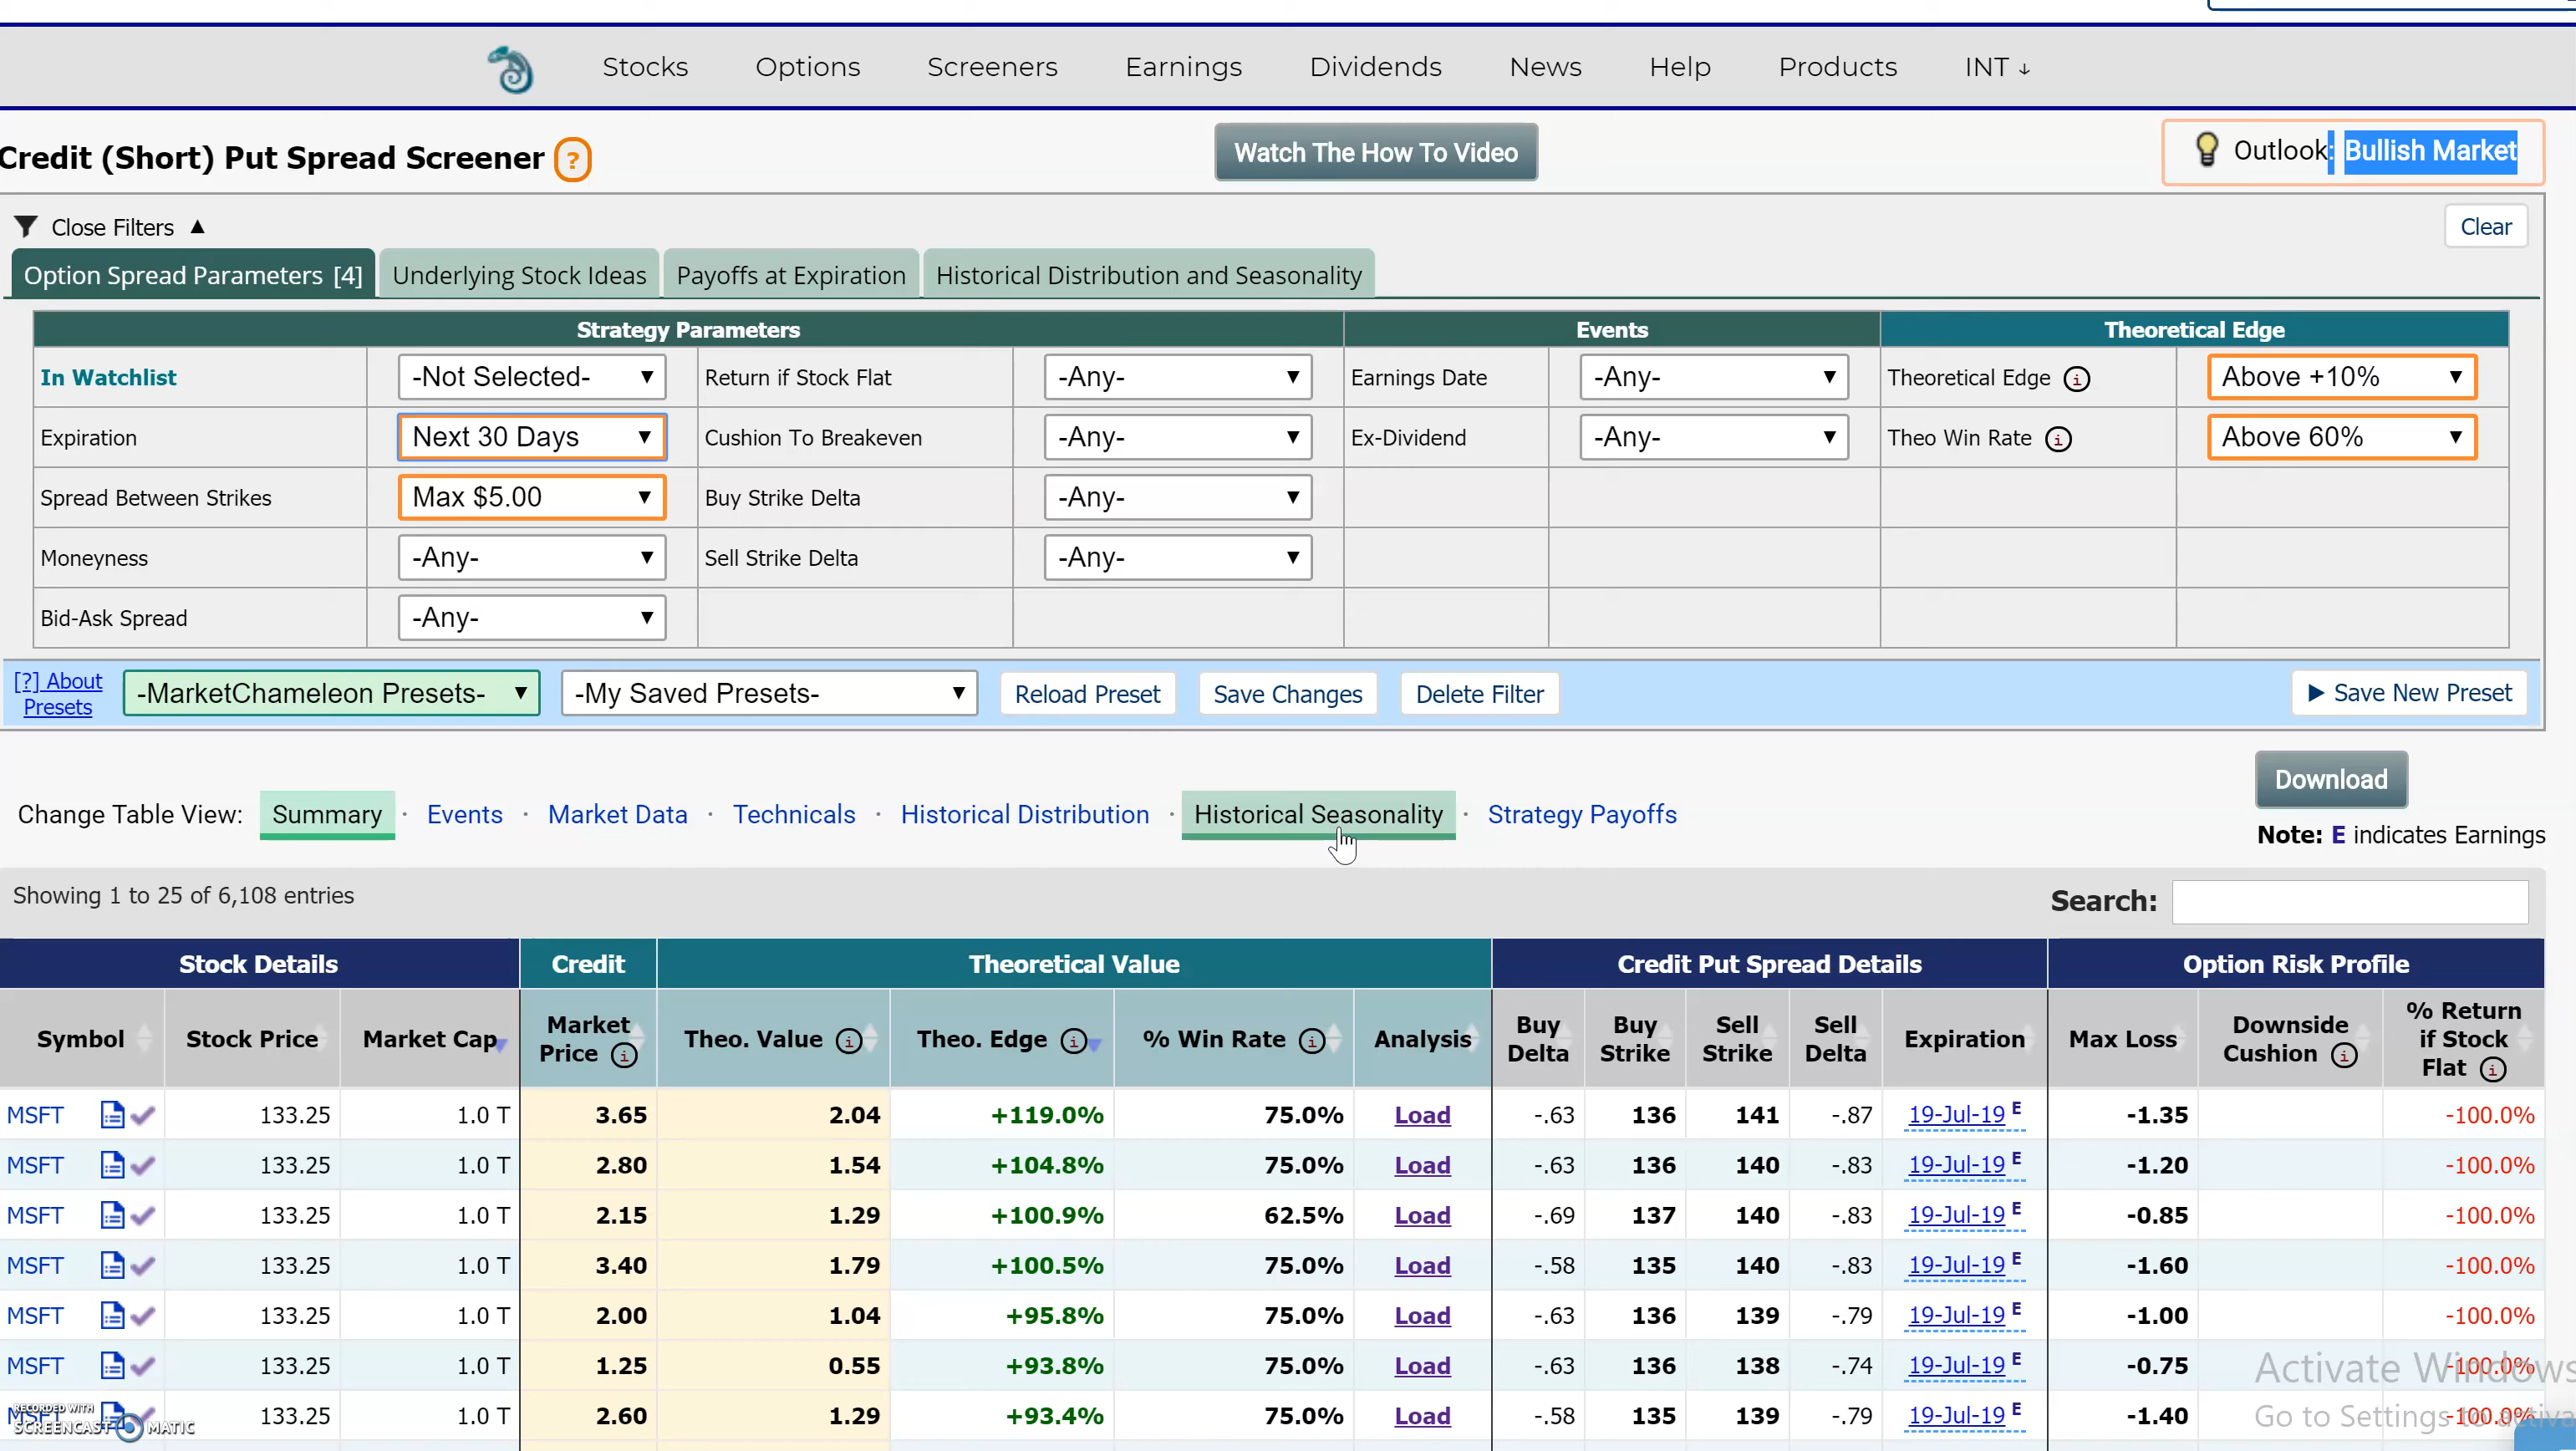 Stocks Options Screeners Earnings Dividends News Help Products INT ↓
Credit (Short) Put Spread Screener ?
Watch The How To Video
Outlook: Bullish Market
Close Filters ▲
Clear
Option Spread Parameters [4] Underlying Stock Ideas Payoffs at Expiration Historical Distribution and Seasonality
Strategy Parameters Events Theoretical Edge
In Watchlist -Not Selected- Return if Stock Flat -Any- Earnings Date -Any- Theoretical Edge i Above +10%
Expiration Next 30 Days Cushion To Breakeven -Any- Ex-Dividend -Any- Theo Win Rate i Above 60%
Spread Between Strikes Max $5.00 Buy Strike Delta -Any-
Moneyness -Any- Sell Strike Delta -Any-
Bid-Ask Spread -Any-
[?] About
Presets
-MarketChameleon Presets- -My Saved Presets- Reload Preset Save Changes Delete Filter ▶ Save New Preset
Download
Change Table View: Summary · Events · Market Data · Technicals · Historical Distribution · Historical Seasonality · Strategy Payoffs
Note: E indicates Earnings
Showing 1 to 25 of 6,108 entries
Search:
Stock Details Credit Theoretical Value Credit Put Spread Details Option Risk Profile
Symbol Stock Price Market Cap Market Price i Theo. Value i Theo. Edge i % Win Rate i Analysis Buy Delta Buy Strike Sell Strike Sell Delta Expiration Max Loss Downside Cushion i % Return if Stock Flat i
MSFT 133.25 1.0 T 3.65 2.04 +119.0% 75.0% Load -.63 136 141 -.87 19-Jul-19 E -1.35 -100.0%
MSFT 133.25 1.0 T 2.80 1.54 +104.8% 75.0% Load -.63 136 140 -.83 19-Jul-19 E -1.20 -100.0%
MSFT 133.25 1.0 T 2.15 1.29 +100.9% 62.5% Load -.69 137 140 -.83 19-Jul-19 E -0.85 -100.0%
MSFT 133.25 1.0 T 3.40 1.79 +100.5% 75.0% Load -.58 135 140 -.83 19-Jul-19 E -1.60 -100.0%
MSFT 133.25 1.0 T 2.00 1.04 +95.8% 75.0% Load -.63 136 139 -.79 19-Jul-19 E -1.00 -100.0%
MSFT 133.25 1.0 T 1.25 0.55 +93.8% 75.0% Load -.63 136 138 -.74 19-Jul-19 E -0.75 -100.0%
MSFT 133.25 1.0 T 2.60 1.29 +93.4% 75.0% Load -.58 135 139 -.79 19-Jul-19 E -1.40 -100.0%
Activate Windows
Go to Settings to activa
RECORDED WITH
SCREENCAST MATIC